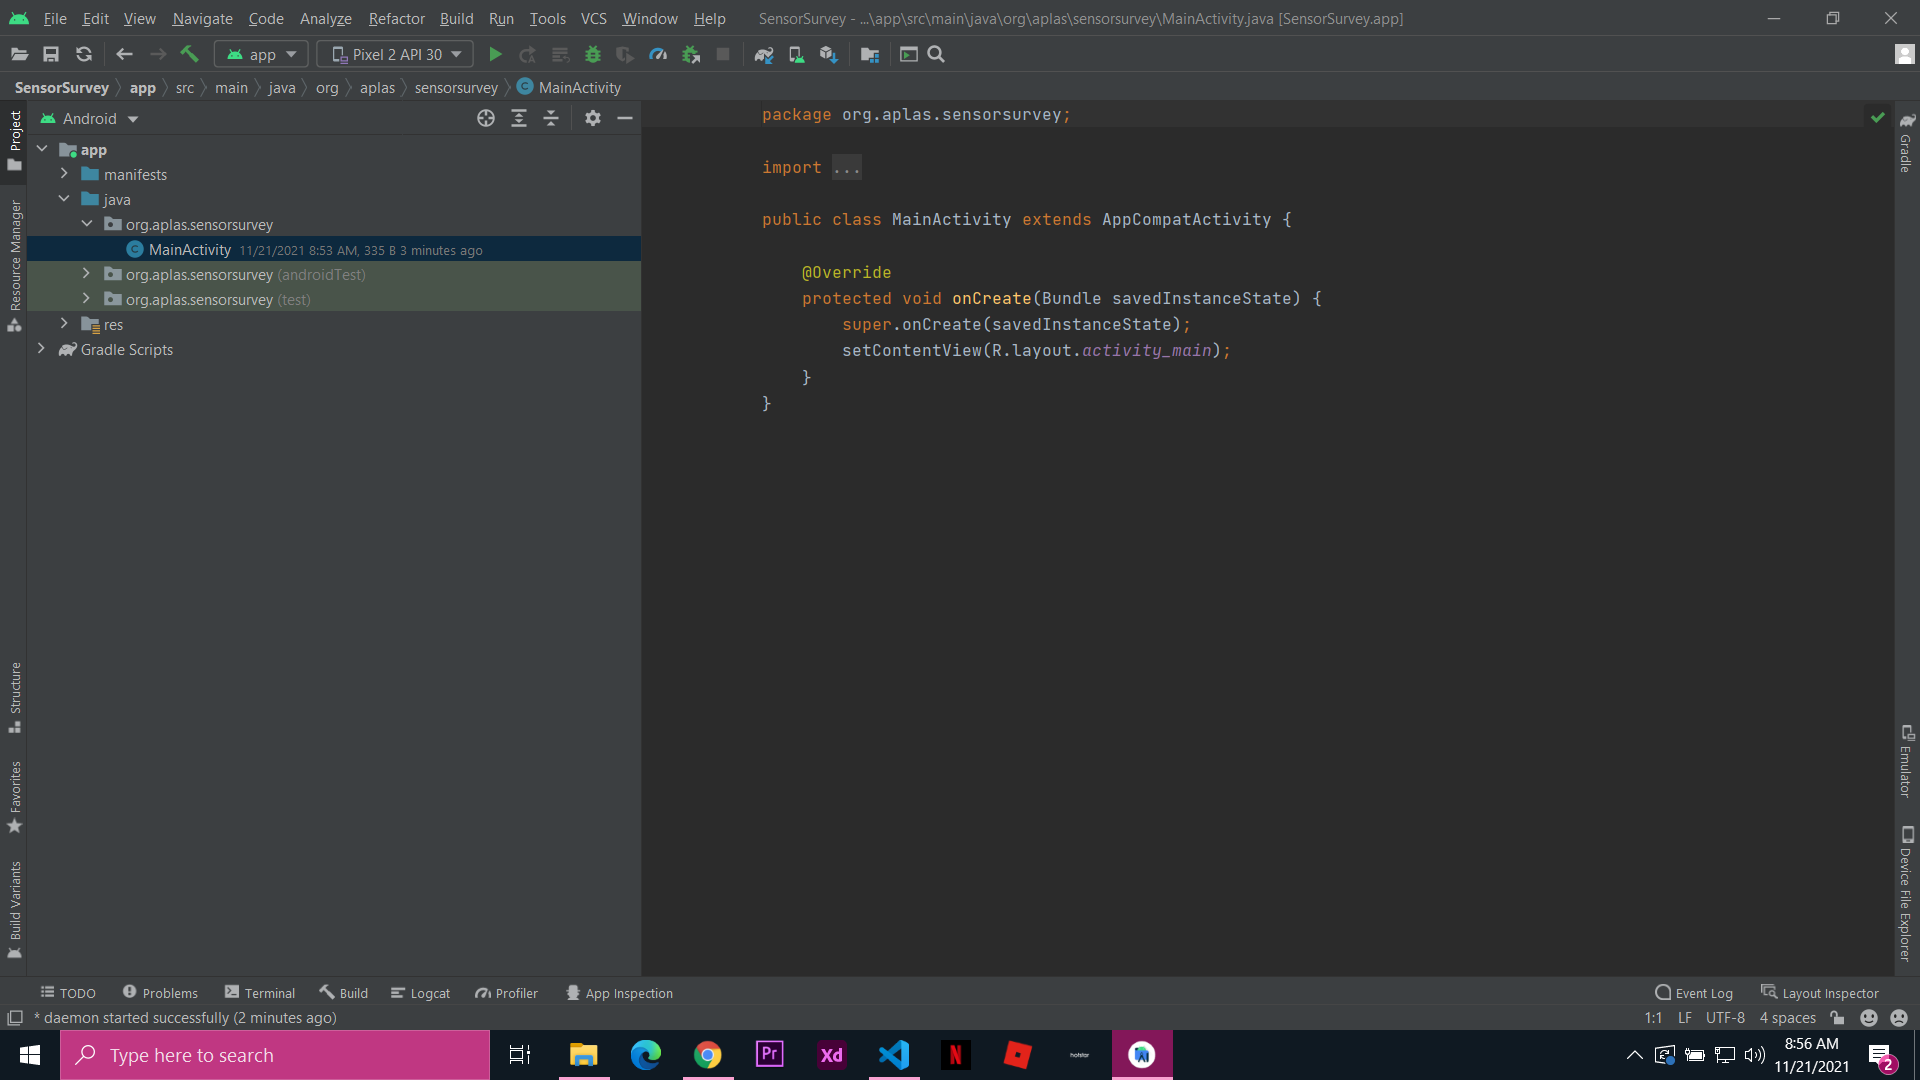 File Edit View Navigate Code Analyze Refactor Build Run Tools VCS Window Help SensorSurvey - ...\app\src\main\java\org\aplas\sensorsurvey\MainActivity.java [SensorSurvey.app]
app Pixel 2 API 30
SensorSurvey app src main java org aplas sensorsurvey C MainActivity
Project
Resource Manager
Structure
Favorites
Build Variants
Android
app
manifests
java
org.aplas.sensorsurvey
C MainActivity 11/21/2021 8:53 AM, 335 B 3 minutes ago
org.aplas.sensorsurvey (androidTest)
org.aplas.sensorsurvey (test)
res
Gradle Scripts
package org.aplas.sensorsurvey;
import ...
public class MainActivity extends AppCompatActivity {
@Override
protected void onCreate(Bundle savedInstanceState) {
super.onCreate(savedInstanceState);
setContentView(R.layout.activity_main);
}
}
Gradle
Emulator
Device File Explorer
TODO Problems Terminal Build Logcat Profiler App Inspection Event Log Layout Inspector
* daemon started successfully (2 minutes ago) 1:1 LF UTF-8 4 spaces
Type here to search Pr Xd N hotstar 8:56 AM
11/21/2021 2